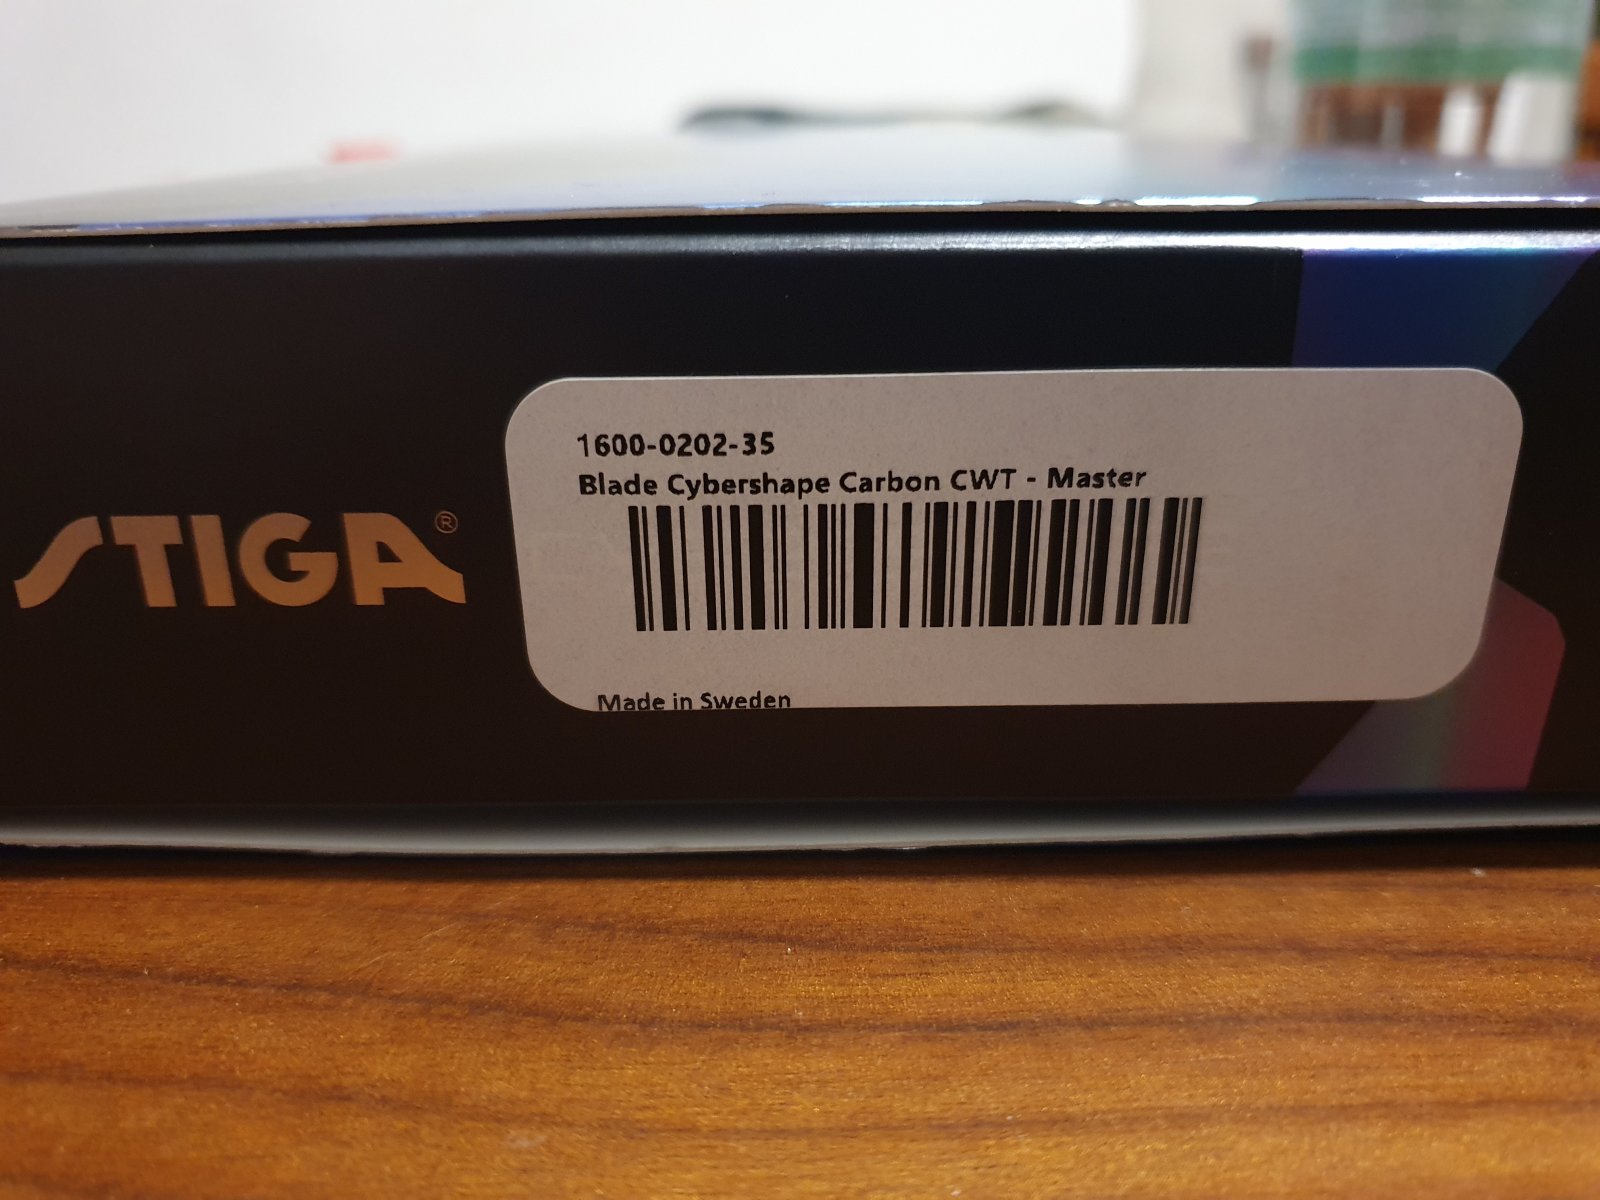 STIGA®
1600-0202-35
Blade Cybershape Carbon CWT - Master
Made in Sweden